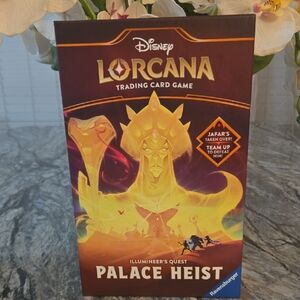 Disney
LORCANA
TRADING CARD GAME
JAFAR'S
TAKEN OVER!
TEAM UP
TO DEFEAT
HIM!
ILLUMINEER'S QUEST
PALACE HEIST
Ravensburger